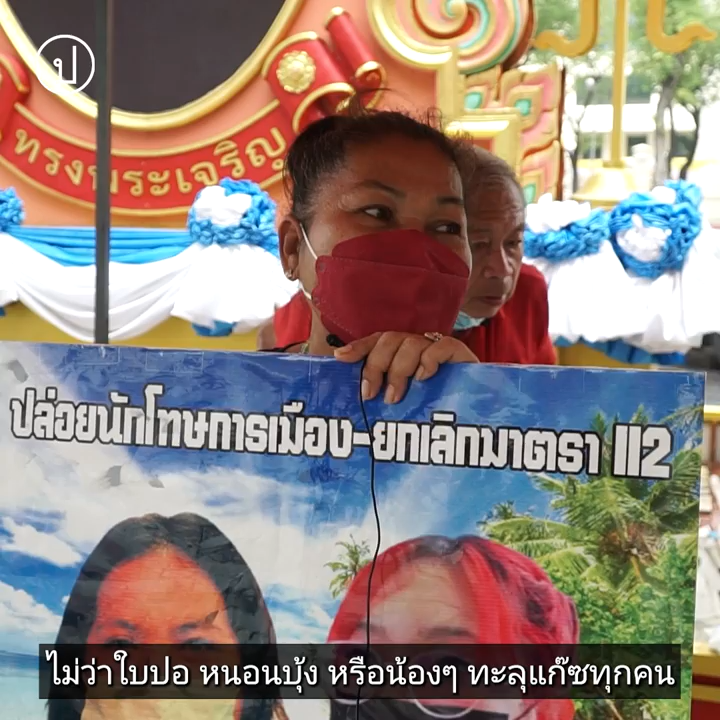 ป
ทรงพระเจริญ
ปล่อยนักโทษการเมือง-ยกเลิกมาตรา 112
ไม่ว่าใบปอ หนอนบุ้ง หรือน้องๆ ทะลุแก๊ซทุกคน